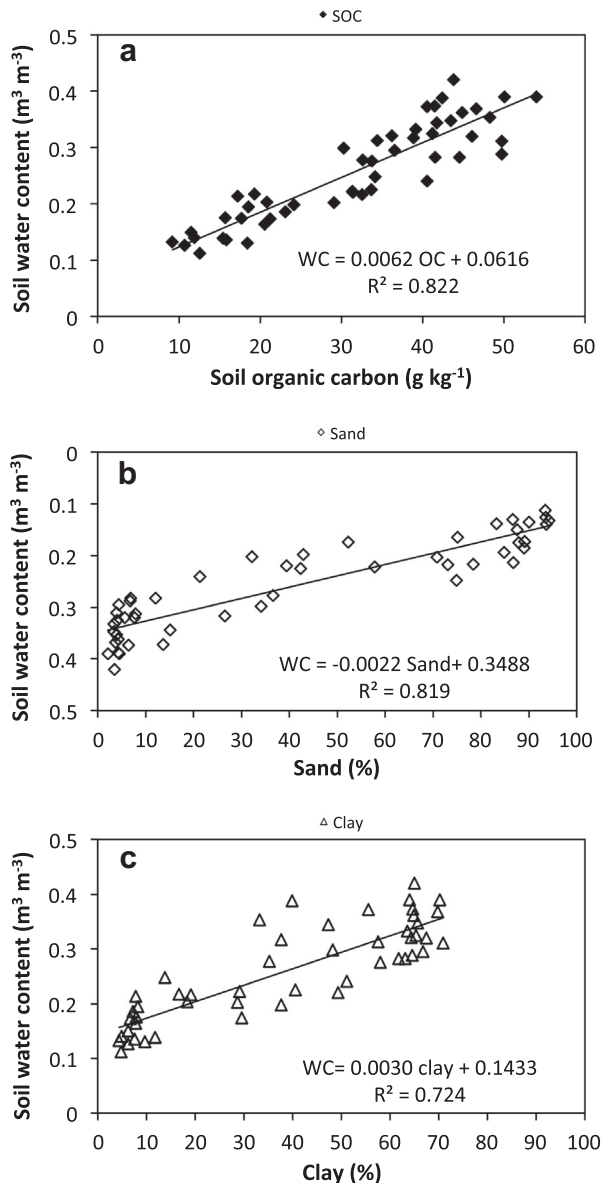 SOC
a
0.5
0.4
0.3
0.2
0.1
0
Soil water content (m³ m⁻³)
WC = 0.0062 OC + 0.0616
R² = 0.822
0 10 20 30 40 50 60
Soil organic carbon (g kg⁻¹)
Sand
b
0
0.1
0.2
0.3
0.4
0.5
Soil water content (m³ m⁻³)
WC = -0.0022 Sand+ 0.3488
R² = 0.819
0 10 20 30 40 50 60 70 80 90 100
Sand (%)
Clay
c
0.5
0.4
0.3
0.2
0.1
0
Soil water content (m³ m⁻³)
WC= 0.0030 clay + 0.1433
R² = 0.724
0 10 20 30 40 50 60 70 80 90 100
Clay (%)